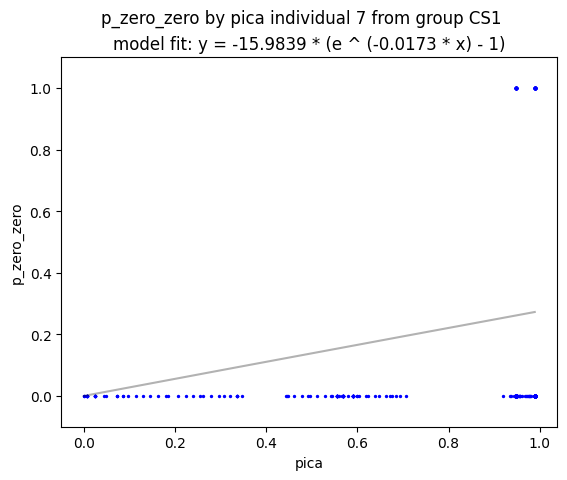 p_zero_zero by pica individual 7 from group CS1
model fit: y = -15.9839 * (e ^ (-0.0173 * x) - 1)
1.0
0.8
0.6
0.4
0.2
0.0
p_zero_zero
0.0 0.2 0.4 0.6 0.8 1.0
pica